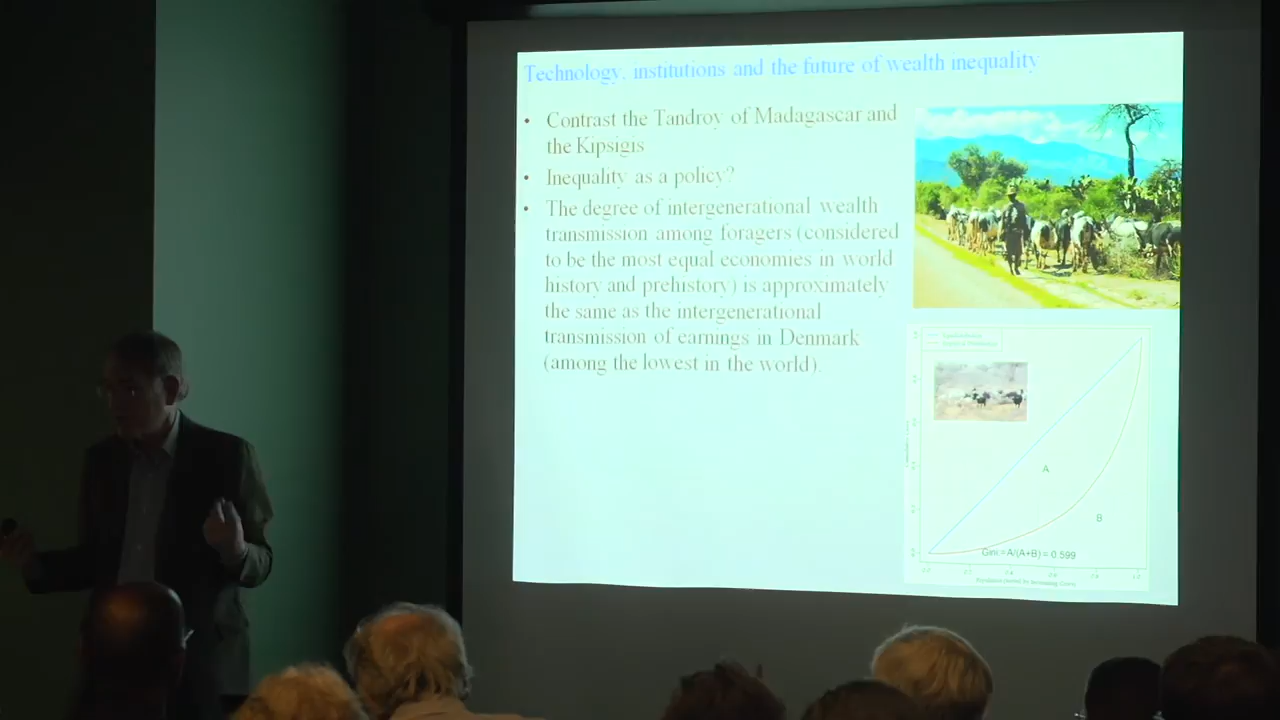 Technology, institutions and the future of wealth inequality
• Contrast the Tandroy of Madagascar and
the Kipsigis
• Inequality as a policy?
• The degree of intergenerational wealth
transmission among foragers (considered
to be the most equal economies in world
history and prehistory) is approximately
the same as the intergenerational
transmission of earnings in Denmark
(among the lowest in the world).
A
B
Gini = A/(A+B) = 0.599